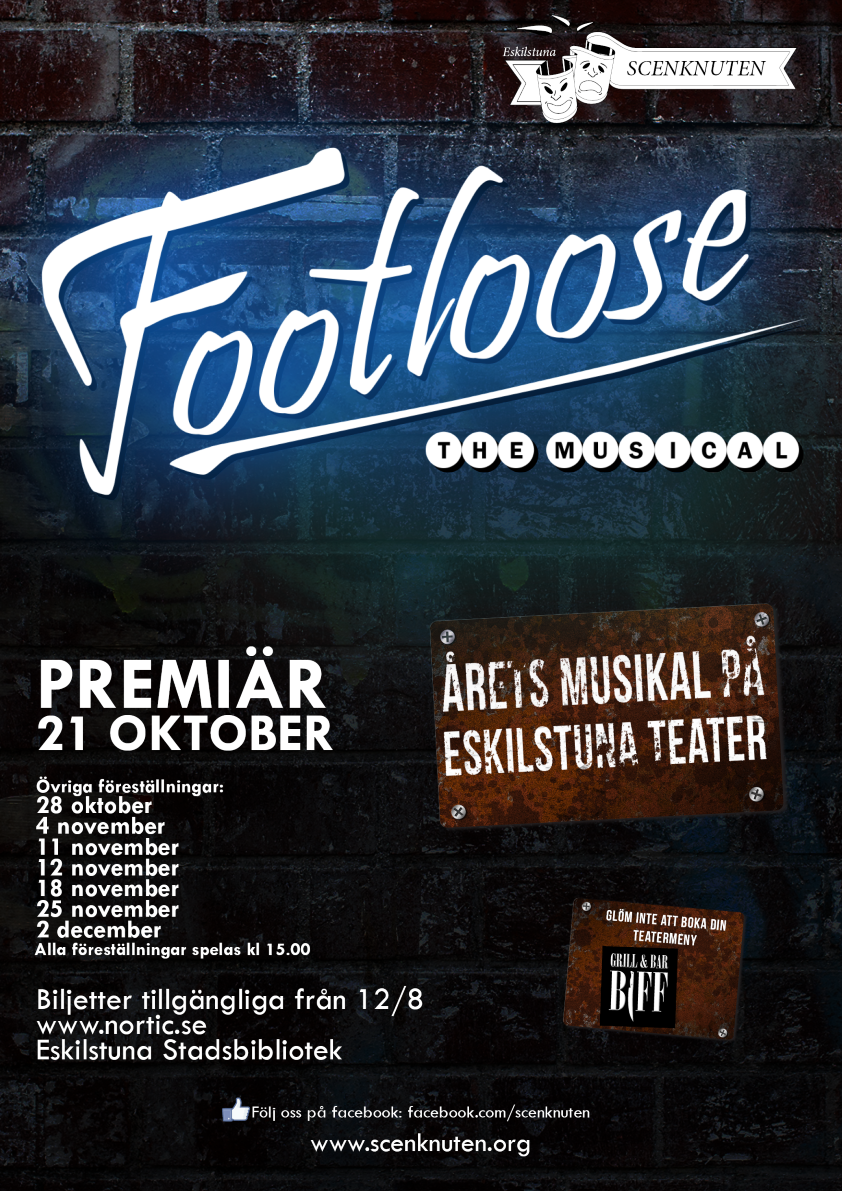 Eskilstuna
SCENKNUTEN
Footloose
THE MUSICAL
ÅRETS MUSIKAL PÅ
ESKILSTUNA TEATER
PREMIÄR
21 OKTOBER
Övriga föreställningar:
28 oktober
4 november
11 november
12 november
18 november
25 november
2 december
Alla föreställningar spelas kl 15.00
GLÖM INTE ATT BOKA DIN
TEATERMENY
GRILL & BAR
BIFF
Biljetter tillgängliga från 12/8
www.nortic.se
Eskilstuna Stadsbibliotek
Följ oss på facebook: facebook.com/scenknuten
www.scenknuten.org